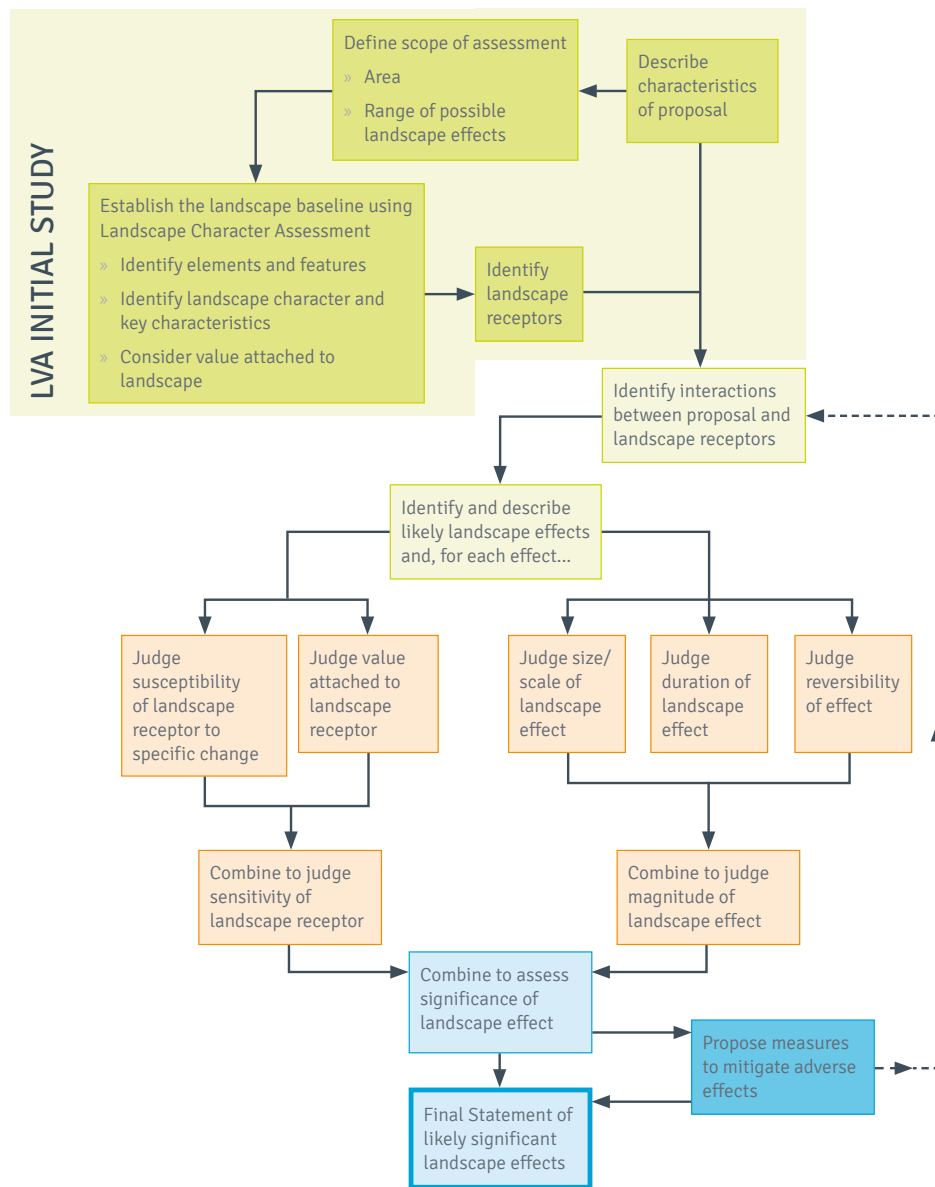 LVA INITIAL STUDY
Define scope of assessment
» Area
» Range of possible
landscape effects
Describe
characteristics
of proposal
Establish the landscape baseline using
Landscape Character Assessment
» Identify elements and features
» Identify landscape character and
key characteristics
» Consider value attached to
landscape
Identify
landscape
receptors
Identify interactions
between proposal and
landscape receptors
Identify and describe
likely landscape effects
and, for each effect...
Judge
susceptibility
of landscape
receptor to
specific change
Judge value
attached to
landscape
receptor
Judge size/
scale of
landscape
effect
Judge
duration of
landscape
effect
Judge
reversibility
of effect
Combine to judge
sensitivity of
landscape receptor
Combine to judge
magnitude of
landscape effect
Combine to assess
significance of
landscape effect
Propose measures
to mitigate adverse
effects
Final Statement of
likely significant
landscape effects